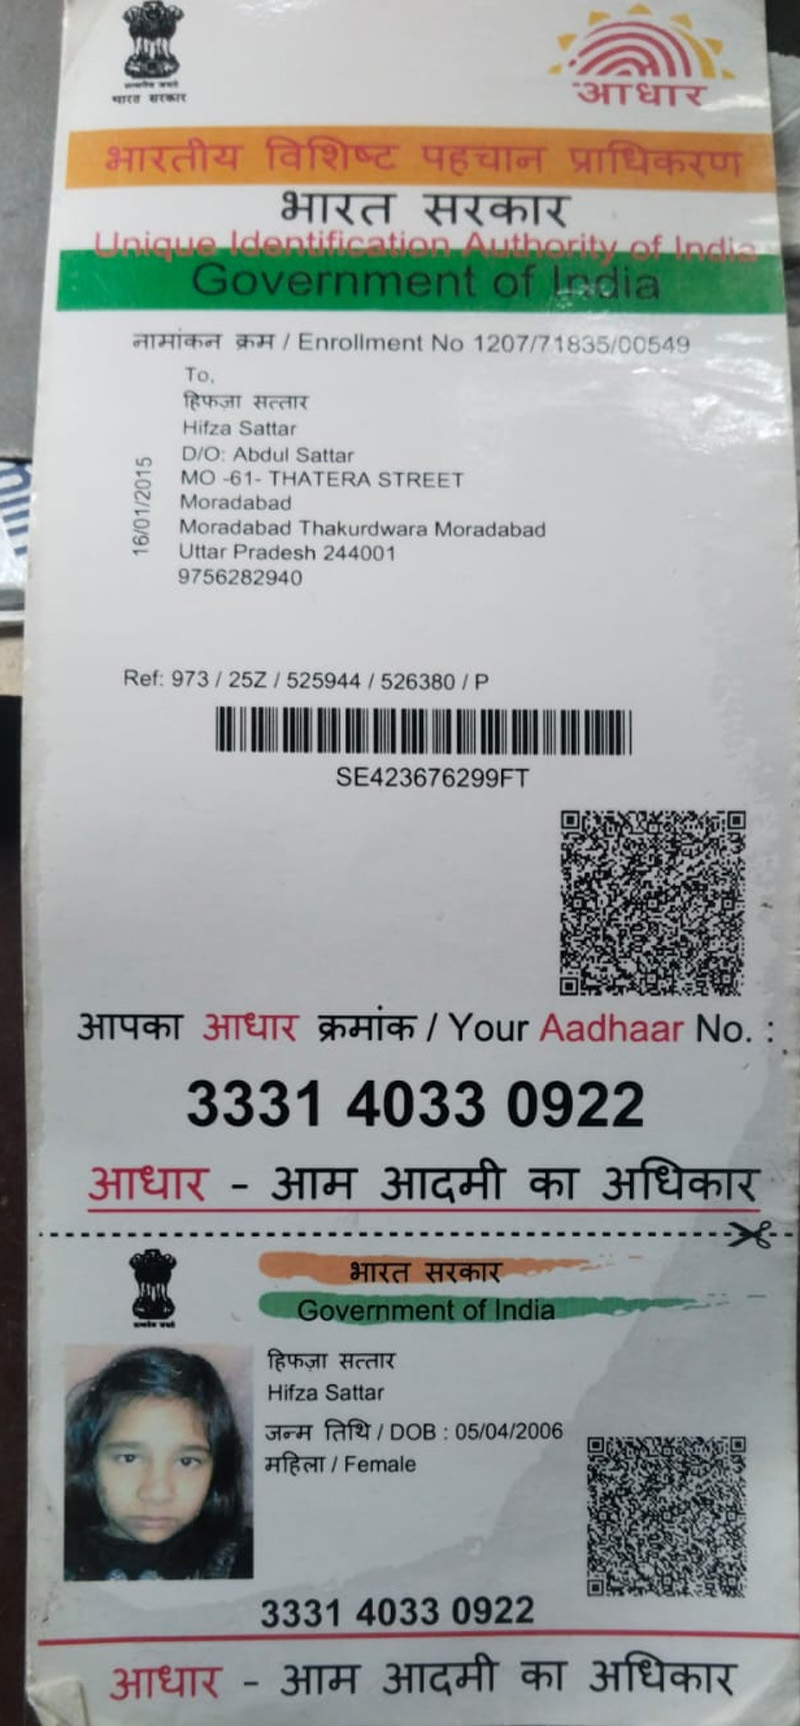 भारत सरकार
आधार
भारतीय विशिष्ट पहचान प्राधिकरण
भारत सरकार
Unique Identification Authority of India
Government of India
नामांकन क्रम / Enrollment No 1207/71835/00549
To,
हिफज़ा सत्तार
Hifza Sattar
D/O: Abdul Sattar
MO -61- THATERA STREET
Moradabad
Moradabad Thakurdwara Moradabad
Uttar Pradesh 244001
9756282940
16/01/2015
Ref: 973 / 25Z / 525944 / 526380 / P
SE423676299FT
आपका आधार क्रमांक / Your Aadhaar No. :
3331 4033 0922
आधार - आम आदमी का अधिकार
भारत सरकार
Government of India
हिफज़ा सत्तार
Hifza Sattar
जन्म तिथि / DOB : 05/04/2006
महिला / Female
3331 4033 0922
आधार - आम आदमी का अधिकार